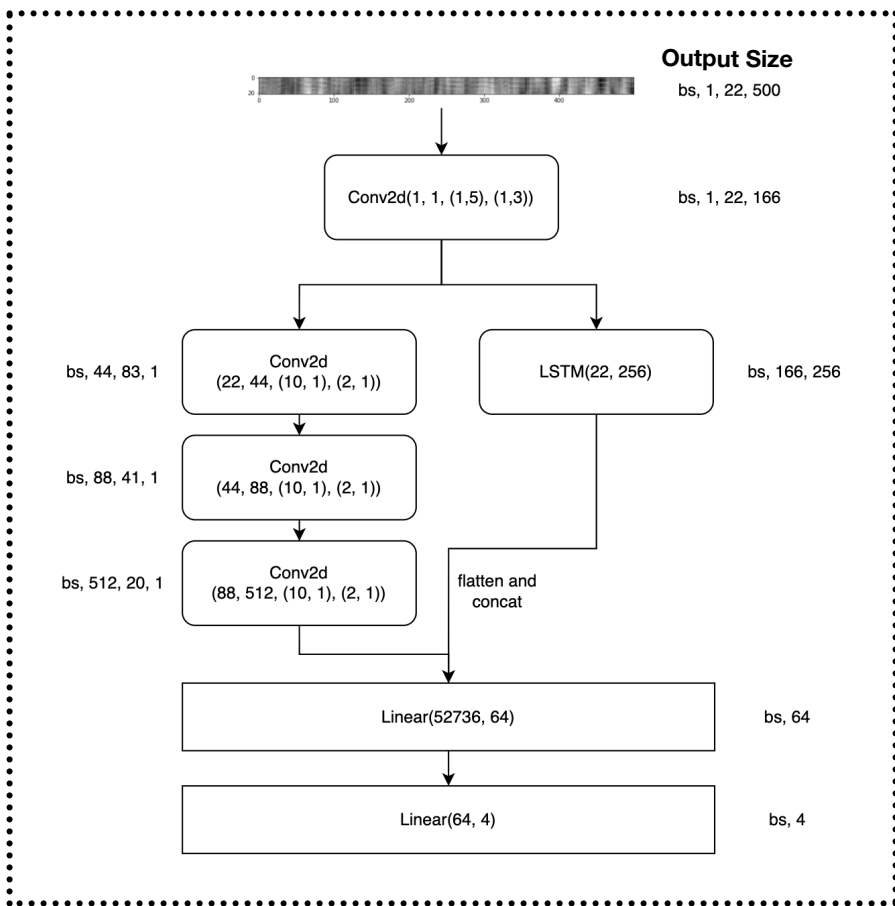 Output Size
0
20
0 100 200 300 400
bs, 1, 22, 500
Conv2d(1, 1, (1,5), (1,3))
bs, 1, 22, 166
bs, 44, 83, 1
Conv2d
(22, 44, (10, 1), (2, 1))
LSTM(22, 256)
bs, 166, 256
bs, 88, 41, 1
Conv2d
(44, 88, (10, 1), (2, 1))
bs, 512, 20, 1
Conv2d
(88, 512, (10, 1), (2, 1))
flatten and
concat
Linear(52736, 64)
bs, 64
Linear(64, 4)
bs, 4